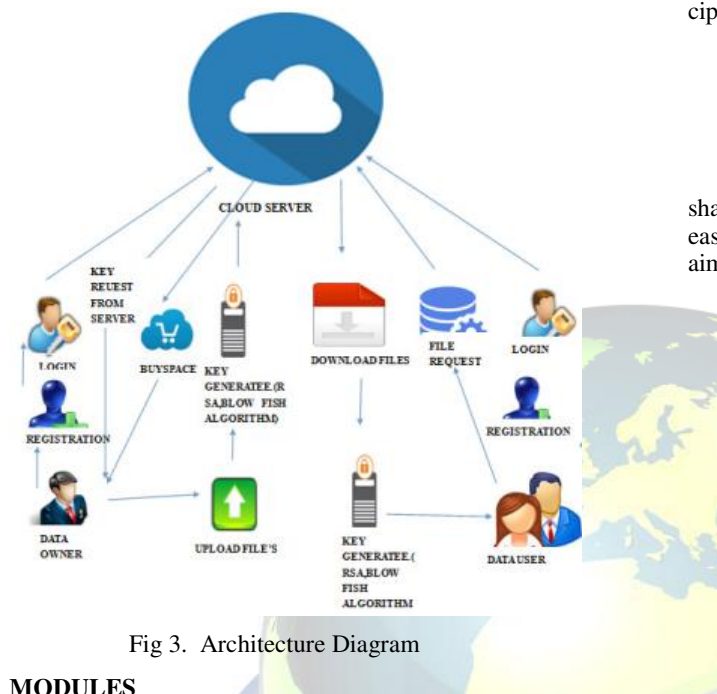 cip
sha
eas
aim
CLOUD SERVER
KEY
REUEST
FROM
SERVER
LOGIN
BUYSPACE
KEY
GENERATEE.(R
SA,BLOW FISH
ALGORITHM)
DOWNLOAD FILES
FILE
REQUEST
LOGIN
REGISTRATION
REGISTRATION
DATA
OWNER
UPLOAD FILE'S
KEY
GENERATEE.(
RSA,BLOW
FISH
ALGORITHM
DATA USER
Fig 3. Architecture Diagram
MODULES